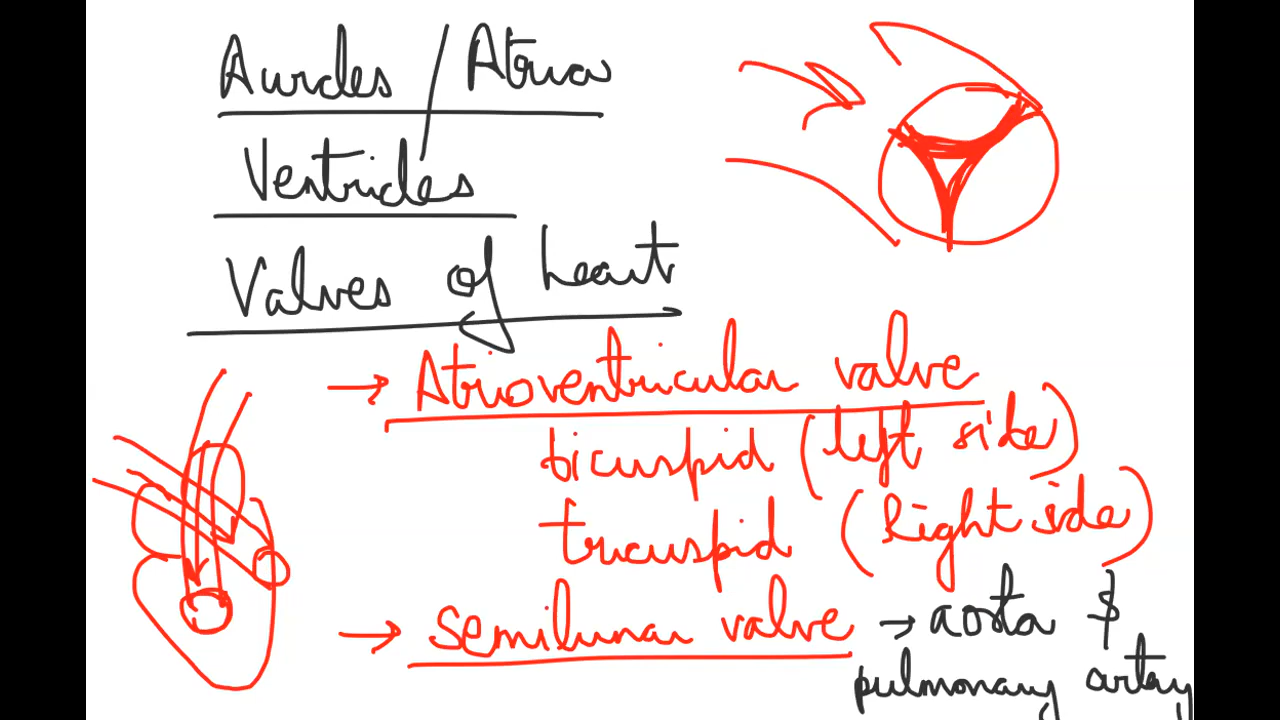 Auricles / Atria
Ventricles
Valves of heart
→ Atrioventricular valve
bicuspid (left side)
tricuspid (Right side)
→ semilunar valve → aorta &
pulmonary artery